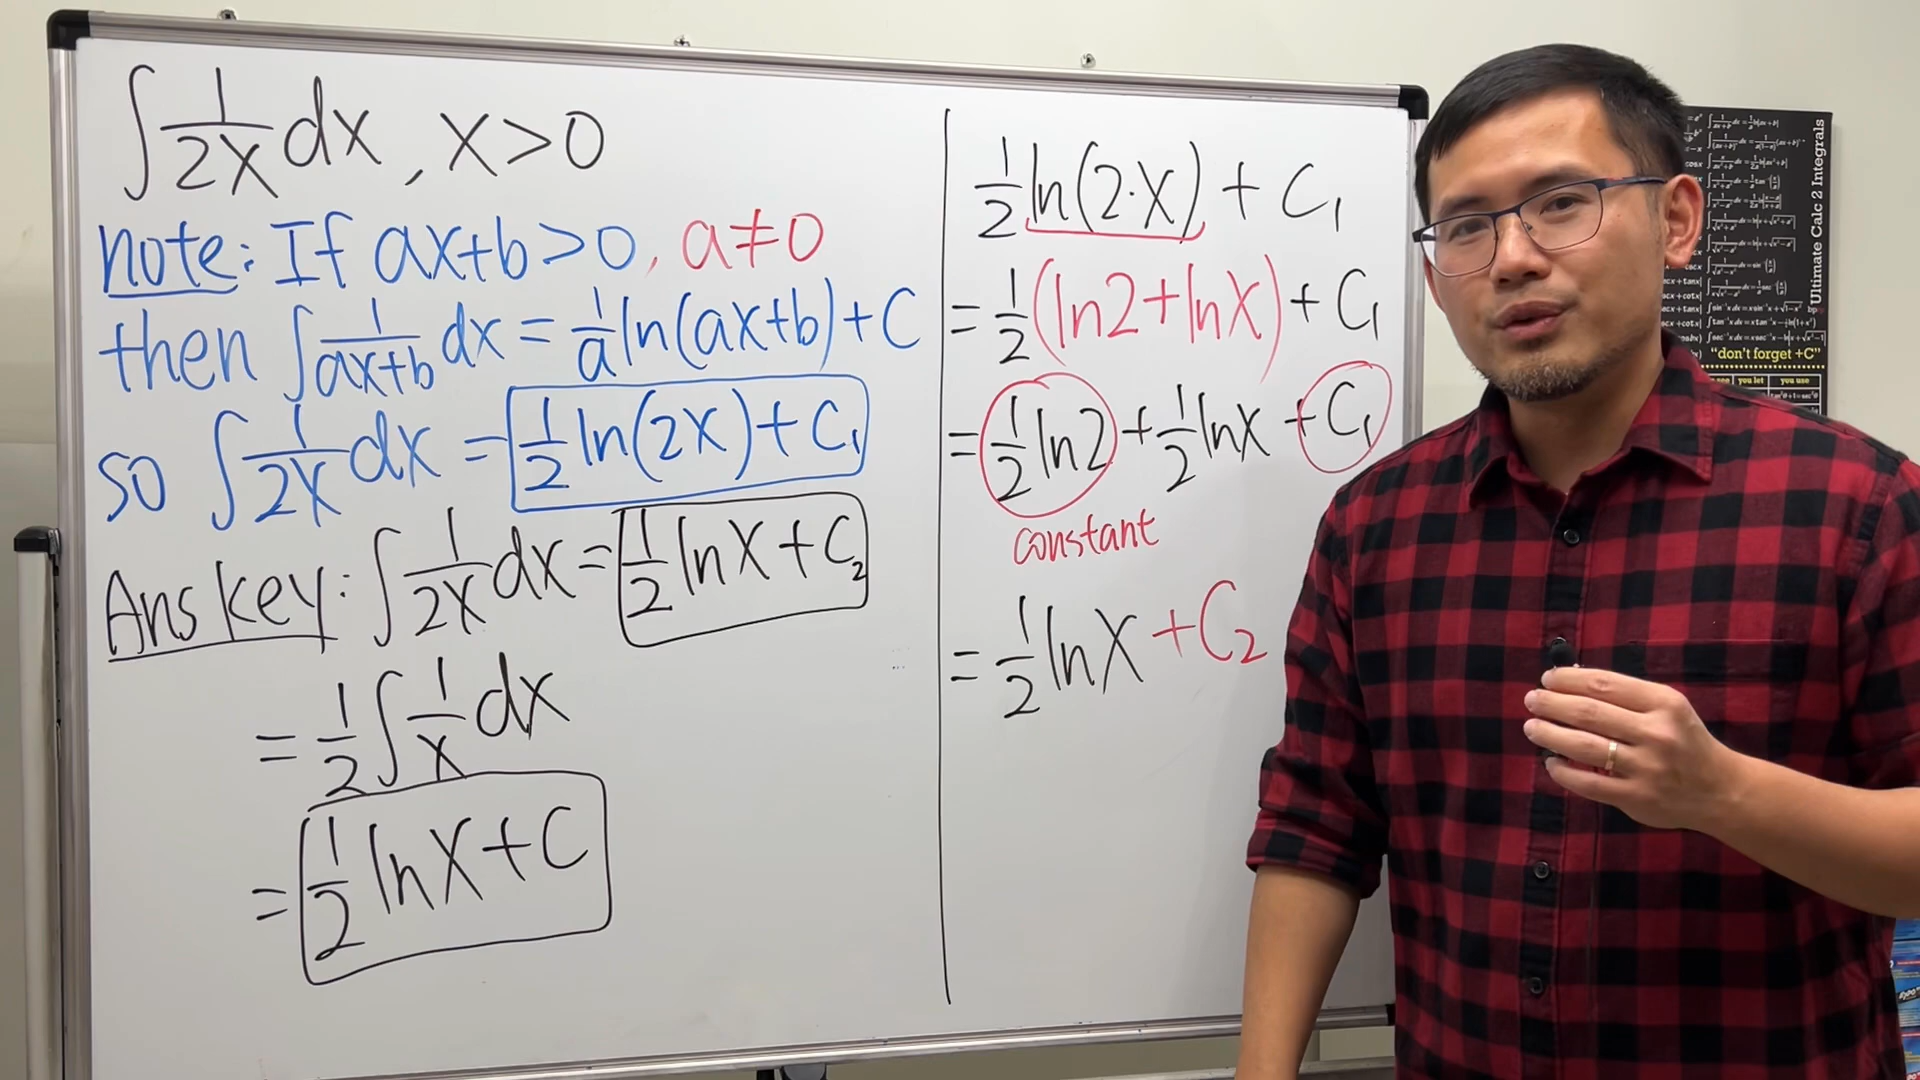 ∫ 1/2x dx, x>0
note: If ax+b>0, a≠0
then ∫ 1/ax+b dx = 1/a ln(ax+b)+C
so ∫ 1/2x dx = 1/2 ln(2x)+C₁
Ans key: ∫ 1/2x dx = 1/2 lnx+C₂
= 1/2 ∫ 1/x dx
= 1/2 lnx+C
1/2 ln(2·x) + C₁
= 1/2 (ln2+lnx) + C₁
= 1/2 ln2 + 1/2 lnx + C₁
constant
= 1/2 lnx + C₂
Ultimate Calc 2 Integrals
"don't forget +C"
you let
you use